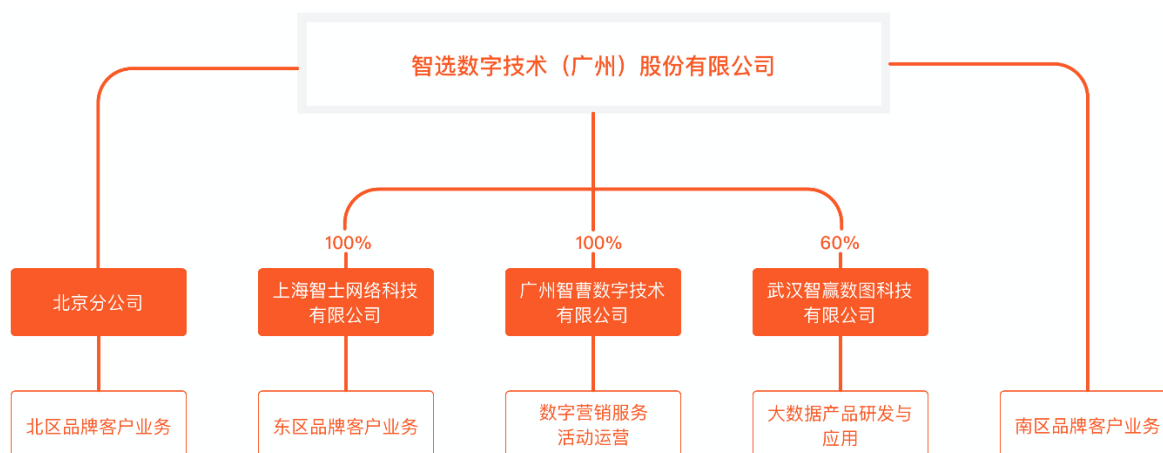 智选数字技术（广州）股份有限公司
100%
100%
60%
北京分公司
上海智士网络科技
有限公司
广州智曹数字技术
有限公司
武汉智赢数图科技
有限公司
北区品牌客户业务
东区品牌客户业务
数字营销服务
活动运营
大数据产品研发与
应用
南区品牌客户业务